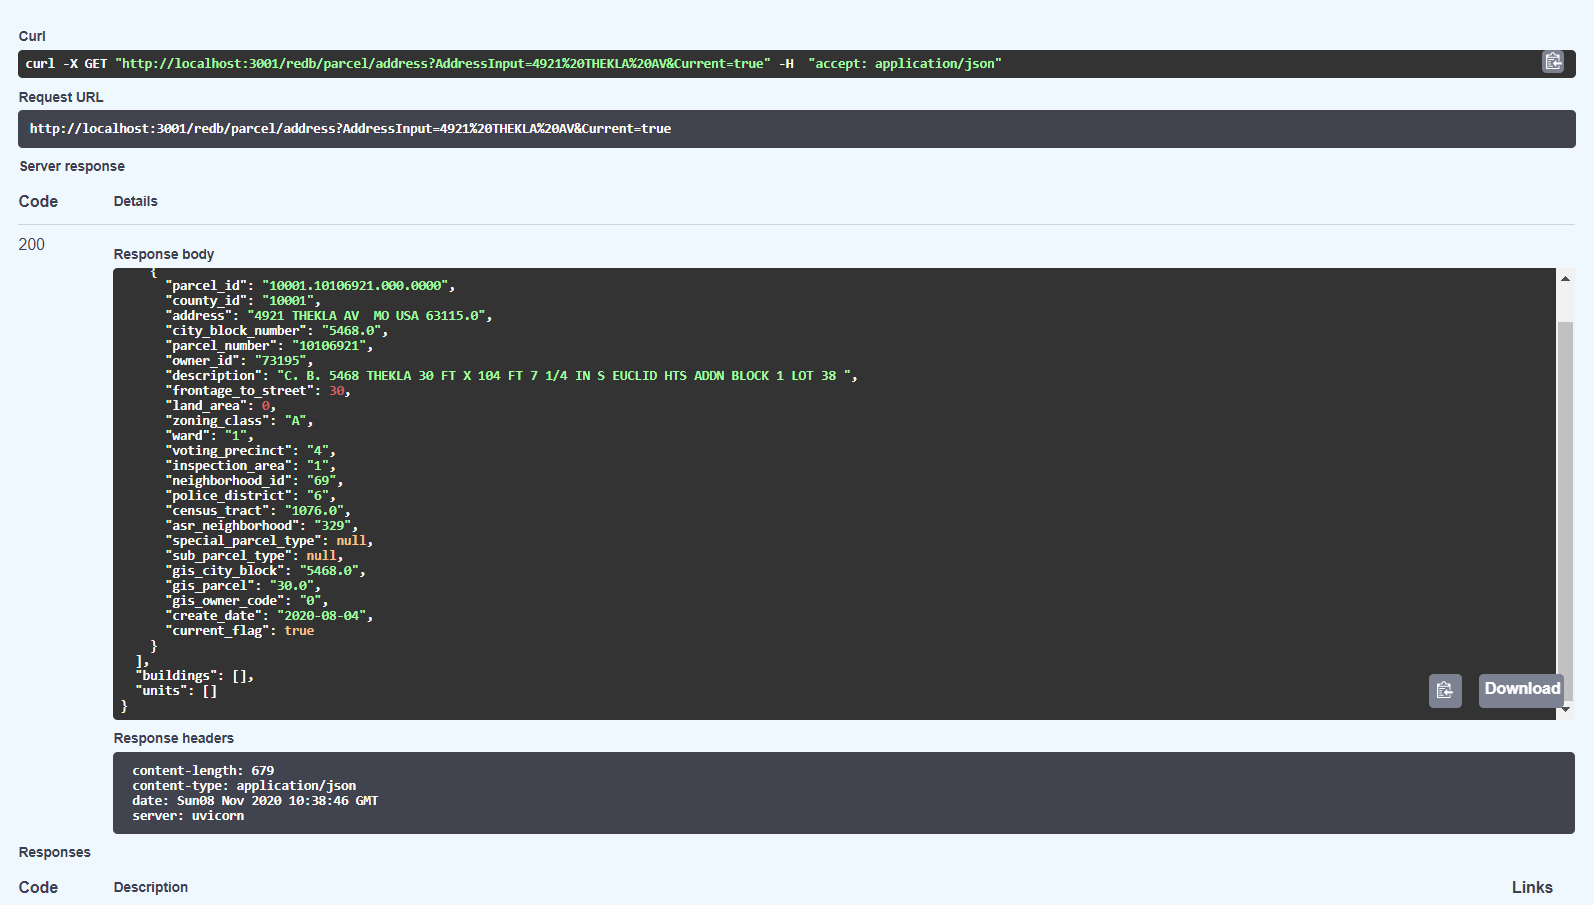 Curl
curl -X GET "http://localhost:3001/redb/parcel/address?AddressInput=4921%20THEKLA%20AV&Current=true" -H  "accept: application/json"
Request URL
http://localhost:3001/redb/parcel/address?AddressInput=4921%20THEKLA%20AV&Current=true
Server response
Code Details
200
Response body
{
"parcel_id": "10001.10106921.000.0000",
"county_id": "10001",
"address": "4921 THEKLA AV  MO USA 63115.0",
"city_block_number": "5468.0",
"parcel_number": "10106921",
"owner_id": "73195",
"description": "C. B. 5468 THEKLA 30 FT X 104 FT 7 1/4 IN S EUCLID HTS ADDN BLOCK 1 LOT 38 ",
"frontage_to_street": 30,
"land_area": 0,
"zoning_class": "A",
"ward": "1",
"voting_precinct": "4",
"inspection_area": "1",
"neighborhood_id": "69",
"police_district": "6",
"census_tract": "1076.0",
"asr_neighborhood": "329",
"special_parcel_type": null,
"sub_parcel_type": null,
"gis_city_block": "5468.0",
"gis_parcel": "30.0",
"gis_owner_code": "0",
"create_date": "2020-08-04",
"current_flag": true
}
],
"buildings": [],
"units": []
}
Download
Response headers
content-length: 679
content-type: application/json
date: Sun08 Nov 2020 10:38:46 GMT
server: uvicorn
Responses
Code Description Links